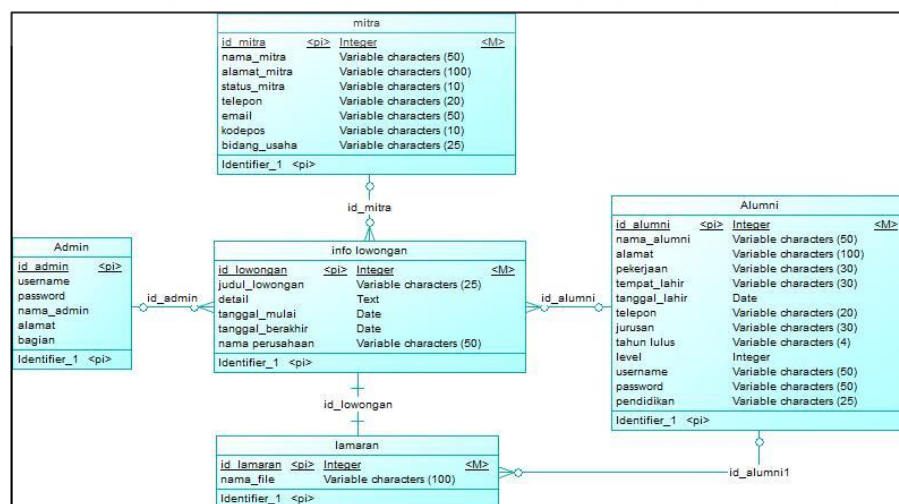 mitra
id_mitra <pi> Integer <M>
nama_mitra Variable characters (50)
alamat_mitra Variable characters (100)
status_mitra Variable characters (10)
telepon Variable characters (20)
email Variable characters (50)
kodepos Variable characters (10)
bidang_usaha Variable characters (25)
Identifier_1 <pi>
id_mitra
Admin
id_admin <pi>
username
password
nama_admin
alamat
bagian
Identifier_1 <pi>
id_admin
info lowongan
id_lowongan <pi> Integer <M>
judul_lowongan Variable characters (25)
detail Text
tanggal_mulai Date
tanggal_berakhir Date
nama perusahaan Variable characters (50)
Identifier_1 <pi>
id_alumni
Alumni
id_alumni <pi> Integer <M>
nama_alumni Variable characters (50)
alamat Variable characters (100)
pekerjaan Variable characters (30)
tempat_lahir Variable characters (30)
tanggal_lahir Date
telepon Variable characters (20)
jurusan Variable characters (30)
tahun lulus Variable characters (4)
level Integer
username Variable characters (50)
password Variable characters (50)
pendidikan Variable characters (25)
Identifier_1 <pi>
id_lowongan
lamaran
id_lamaran <pi> Integer <M>
nama_file Variable characters (100)
Identifier_1 <pi>
id_alumni1